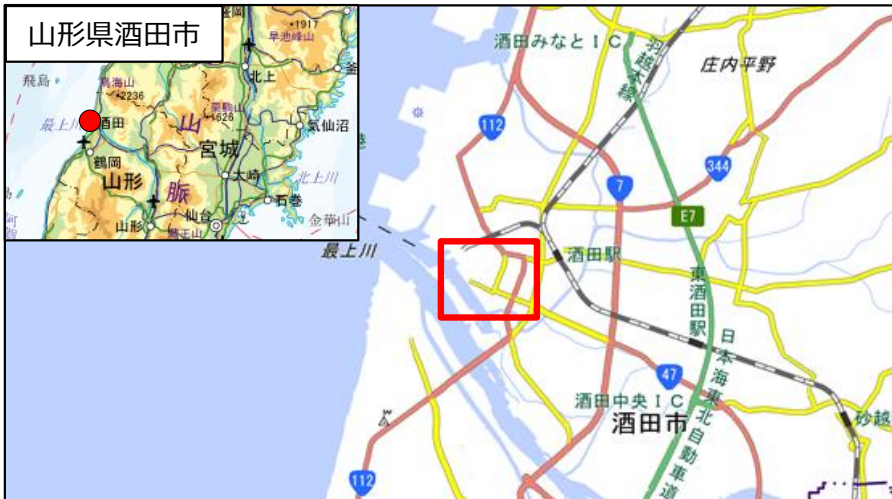 山形県酒田市
飛島
鳥海山
2236
最上川
酒田
鶴岡
山形
山形
山
脈
宮城
栗駒山
1626
盛岡
1917
早池峰山
北上
釜
気仙沼
大崎
北上川
石巻
仙台
蔵王山
金華山
最上川
酒田みなとIC
羽越本線
庄内平野
112
7
344
E7
酒田駅
東酒田駅
日本海東北自動車道
47
酒田中央IC
酒田市
砂越
112